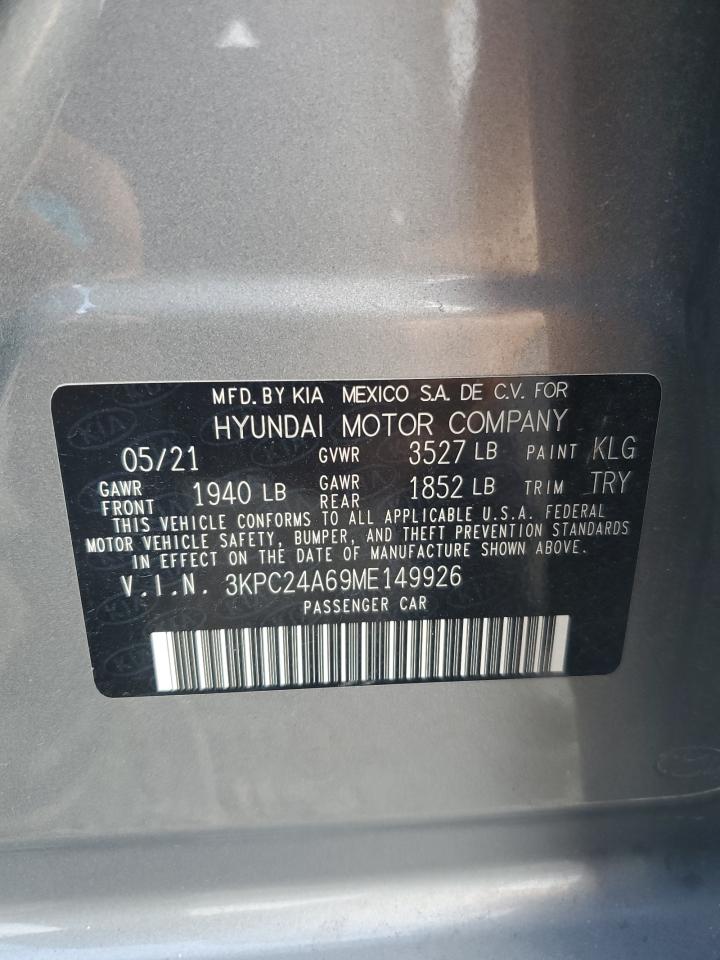 MFD. BY KIA MEXICO S.A. DE C.V. FOR
HYUNDAI MOTOR COMPANY
05/21 GVWR 3527 LB PAINT KLG
GAWR FRONT 1940 LB GAWR REAR 1852 LB TRIM TRY
THIS VEHICLE CONFORMS TO ALL APPLICABLE U.S.A. FEDERAL
MOTOR VEHICLE SAFETY, BUMPER, AND THEFT PREVENTION STANDARDS
IN EFFECT ON THE DATE OF MANUFACTURE SHOWN ABOVE.
V.I.N. 3KPC24A69ME149926
PASSENGER CAR